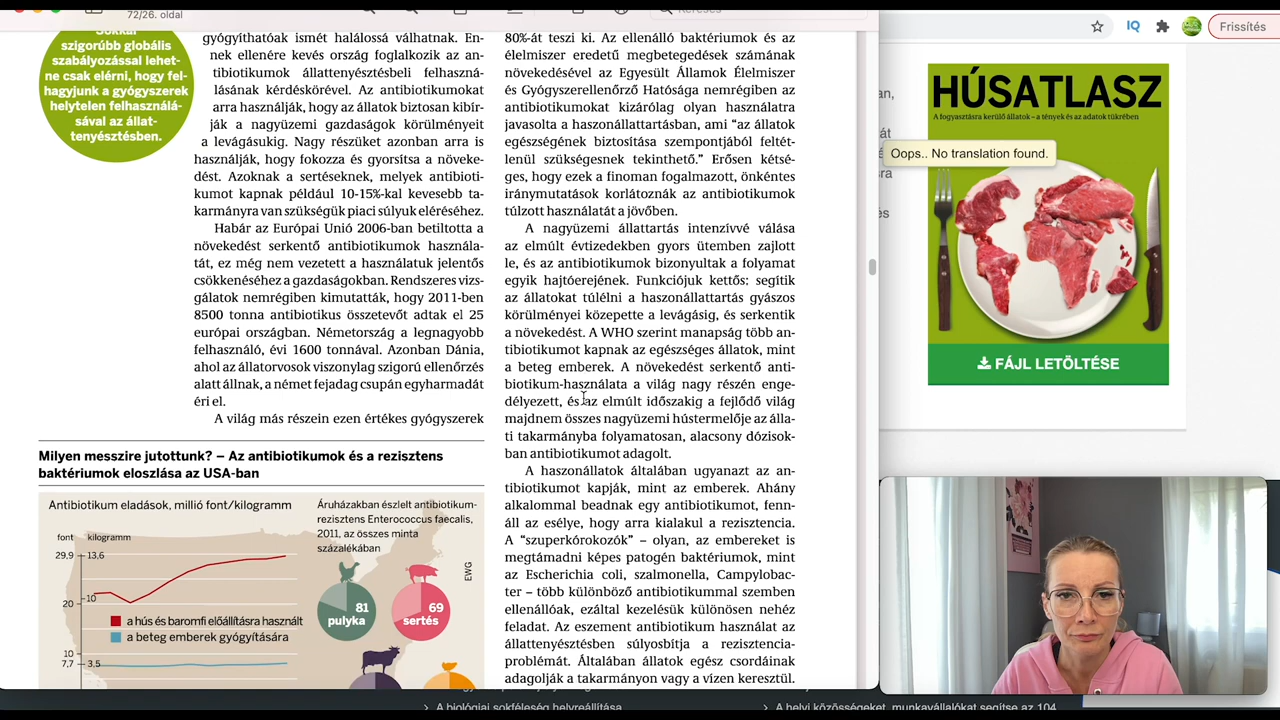 72/26. oldal
Keresés
Frissítés
Sokkal
szigorúbb globális
szabályozással lehet-
ne csak elérni, hogy fel-
hagyjunk a gyógyszerek
helytelen felhasználá-
sával az állat-
tenyésztésben.
gyógyíthatóak ismét halálossá válhatnak. En-
nek ellenére kevés ország foglalkozik az an-
tibiotikumok állattenyésztésbeli felhaszná-
lásának kérdéskörével. Az antibiotikumokat
arra használják, hogy az állatok biztosan kibír-
ják a nagyüzemi gazdaságok körülményeit
a levágásukig. Nagy részüket azonban arra is
használják, hogy fokozza és gyorsítsa a növeke-
dést. Azoknak a sertéseknek, melyek antibioti-
kumot kapnak például 10-15%-kal kevesebb ta-
karmányra van szükségük piaci súlyuk eléréséhez.
Habár az Európai Unió 2006-ban betiltotta a
növekedést serkentő antibiotikumok használa-
tát, ez még nem vezetett a használatuk jelentős
csökkenéséhez a gazdaságokban. Rendszeres vizs-
gálatok nemrégiben kimutatták, hogy 2011-ben
8500 tonna antibiotikus összetevőt adtak el 25
európai országban. Németország a legnagyobb
felhasználó, évi 1600 tonnával. Azonban Dánia,
ahol az állatorvosok viszonylag szigorú ellenőrzés
alatt állnak, a német fejadag csupán egyharmadát
éri el.
A világ más részein ezen értékes gyógyszerek
80%-át teszi ki. Az ellenálló baktériumok és az
élelmiszer eredetű megbetegedések számának
növekedésével az Egyesült Államok Élelmiszer
és Gyógyszerellenőrző Hatósága nemrégiben az
antibiotikumokat kizárólag olyan használatra
javasolta a haszonállattartásban, ami “az állatok
egészségének biztosítása szempontjából feltét-
lenül szükségesnek tekinthető.” Erősen kétsé-
ges, hogy ezek a finoman fogalmazott, önkéntes
iránymutatások korlátoznák az antibiotikumok
túlzott használatát a jövőben.
A nagyüzemi állattartás intenzívvé válása
az elmúlt évtizedekben gyors ütemben zajlott
le, és az antibiotikumok bizonyultak a folyamat
egyik hajtóerejének. Funkciójuk kettős: segítik
az állatokat túlélni a haszonállattartás gyászos
körülményei közepette a levágásig, és serkentik
a növekedést. A WHO szerint manapság több an-
tibiotikumot kapnak az egészséges állatok, mint
a beteg emberek. A növekedést serkentő anti-
biotikum-használata a világ nagy részén enge-
délyezett, és az elmúlt időszakig a fejlődő világ
majdnem összes nagyüzemi hústermelője az álla-
ti takarmányba folyamatosan, alacsony dózisok-
ban antibiotikumot adagolt.
A haszonállatok általában ugyanazt az an-
tibiotikumot kapják, mint az emberek. Ahány
alkalommal beadnak egy antibiotikumot, fenn-
áll az esélye, hogy arra kialakul a rezisztencia.
A “szuperkórokozók” – olyan, az embereket is
megtámadni képes patogén baktériumok, mint
az Escherichia coli, szalmonella, Campylobac-
ter – több különböző antibiotikummal szemben
ellenállóak, ezáltal kezelésük különösen nehéz
feladat. Az eszement antibiotikum használat az
állattenyésztésben súlyosbítja a rezisztencia-
problémát. Általában állatok egész csordáinak
adagolják a takarmányon vagy a vízen keresztül.
Milyen messzire jutottunk? – Az antibiotikumok és a rezisztens
baktériumok eloszlása az USA-ban
Antibiotikum eladások, millió font/kilogramm
font kilogramm
29,9 13,6
20 10
10
7,7 3,5
a hús és baromfi előállításra használt
a beteg emberek gyógyítására
Áruházakban észlelt antibiotikum-
rezisztens Enterococcus faecalis,
2011, az összes minta
százalékában
EWG
81
pulyka
69
sertés
an,
át
sra
és
HÚSATLASZ
A fogyasztásra kerülő állatok – a tények és az adatok tükrében
Oops.. No translation found.
FÁJL LETÖLTÉSE
A biológiai sokféleség helyreállítása
A helyi közösségeket, munkavállalókat segítse az 104